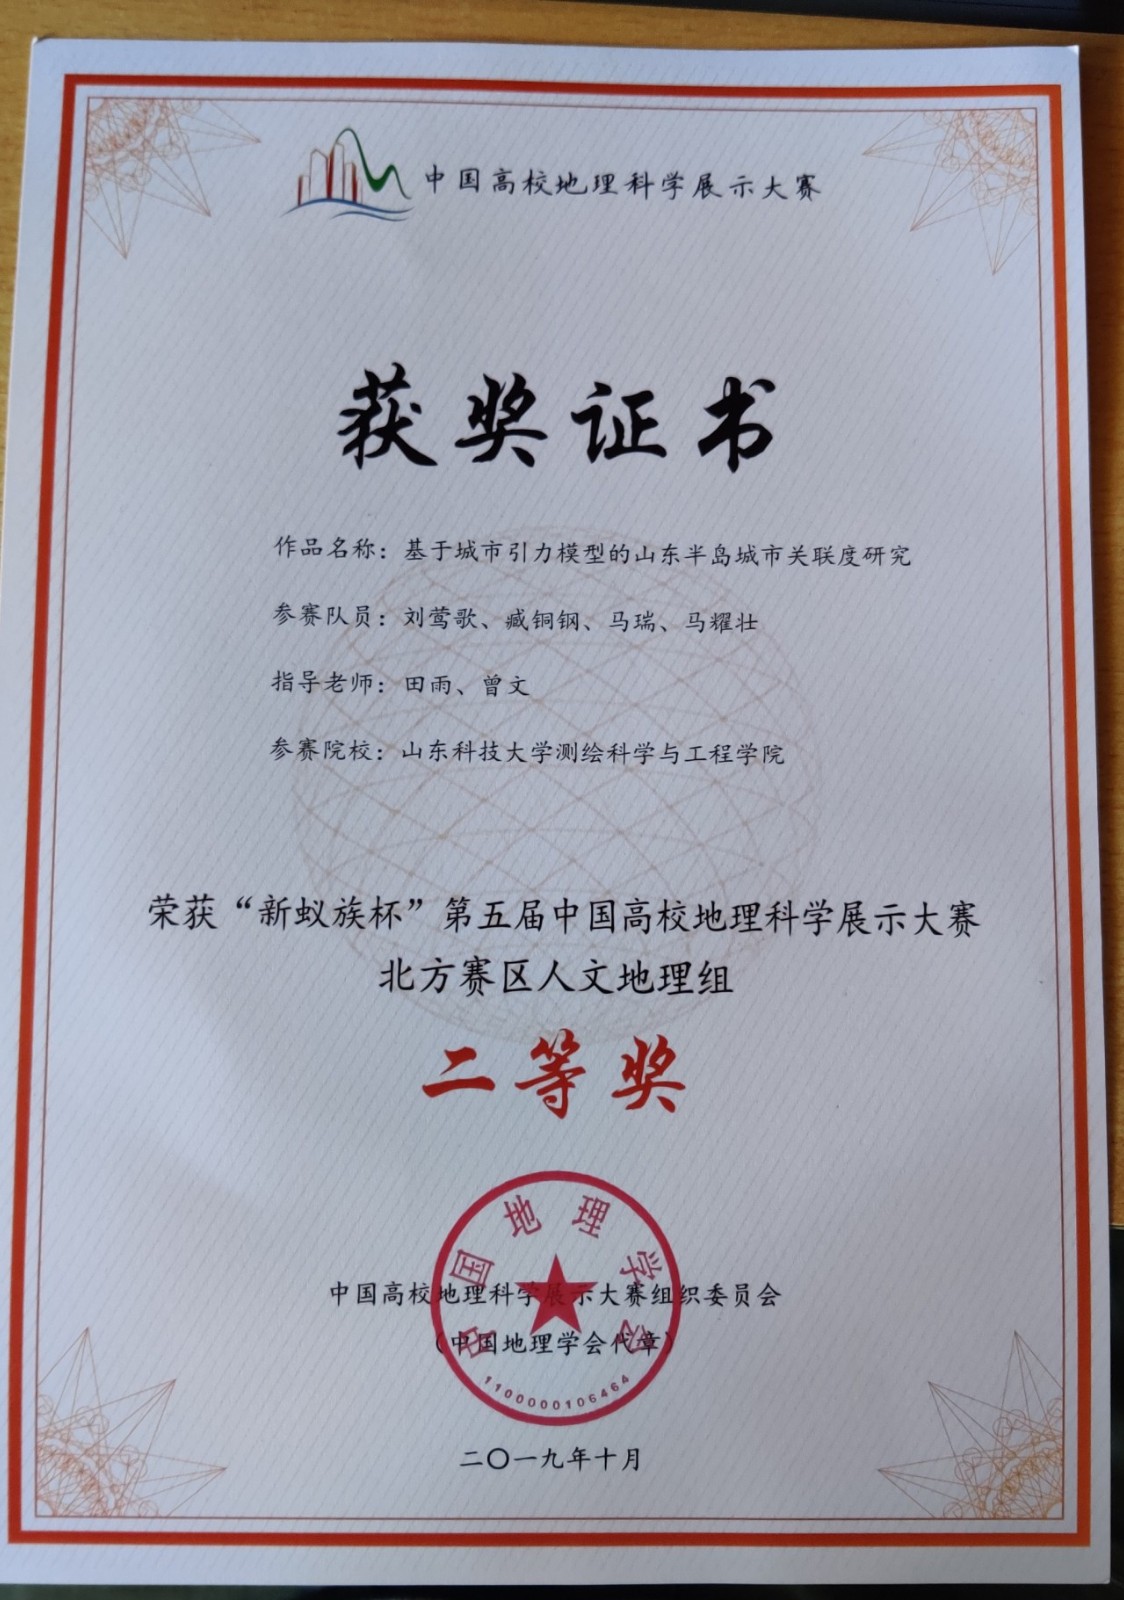 中国高校地理科学展示大赛
获奖证书
作品名称：基于城市引力模型的山东半岛城市关联度研究
参赛队员：刘莺歌、臧铜钢、马瑞、马耀壮
指导老师：田雨、曾文
参赛院校：山东科技大学测绘科学与工程学院
荣获“新蚁族杯”第五届中国高校地理科学展示大赛
北方赛区人文地理组
二等奖
中国地理学会
中国高校地理科学展示大赛组织委员会
（中国地理学会代章）
1100000106464
二〇一九年十月